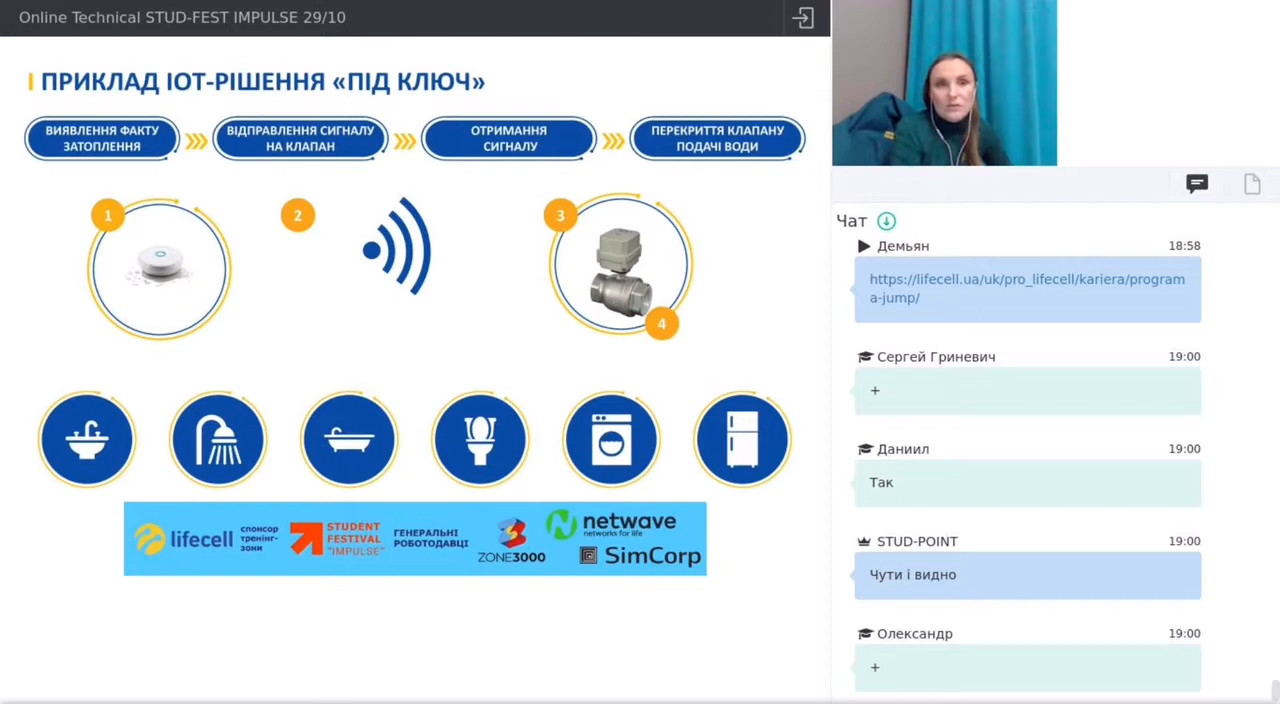 Online Technical STUD-FEST IMPULSE 29/10
ПРИКЛАД ІОТ-РІШЕННЯ «ПІД КЛЮЧ»
ВИЯВЛЕННЯ ФАКТУ
ЗАТОПЛЕННЯ
ВІДПРАВЛЕННЯ СИГНАЛУ
НА КЛАПАН
ОТРИМАННЯ
СИГНАЛУ
ПЕРЕКРИТТЯ КЛАПАНУ
ПОДАЧІ ВОДИ
1
2
3
4
lifecell
спонсор
тренінг-
зони
STUDENT
FESTIVAL
"IMPULSE"
ГЕНЕРАЛЬНІ
РОБОТОДАВЦІ
ZONE3000
netwave
networks for life
SimCorp
Чат
Демьян 18:58
https://lifecell.ua/uk/pro_lifecell/kariera/program
a-jump/
Сергей Гриневич 19:00
+
Даниил 19:00
Так
STUD-POINT 19:00
Чути і видно
Олександр 19:00
+